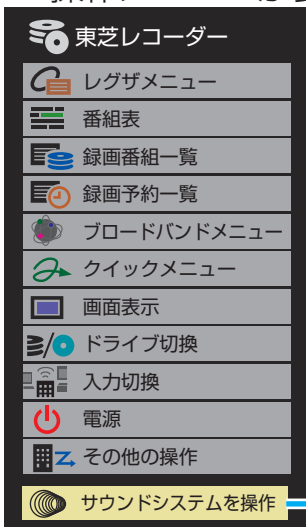 東芝レコーダー
レグザメニュー
番組表
録画番組一覧
録画予約一覧
ブロードバンドメニュー
クイックメニュー
画面表示
ドライブ切換
入力切換
電源
その他の操作
サウンドシステムを操作